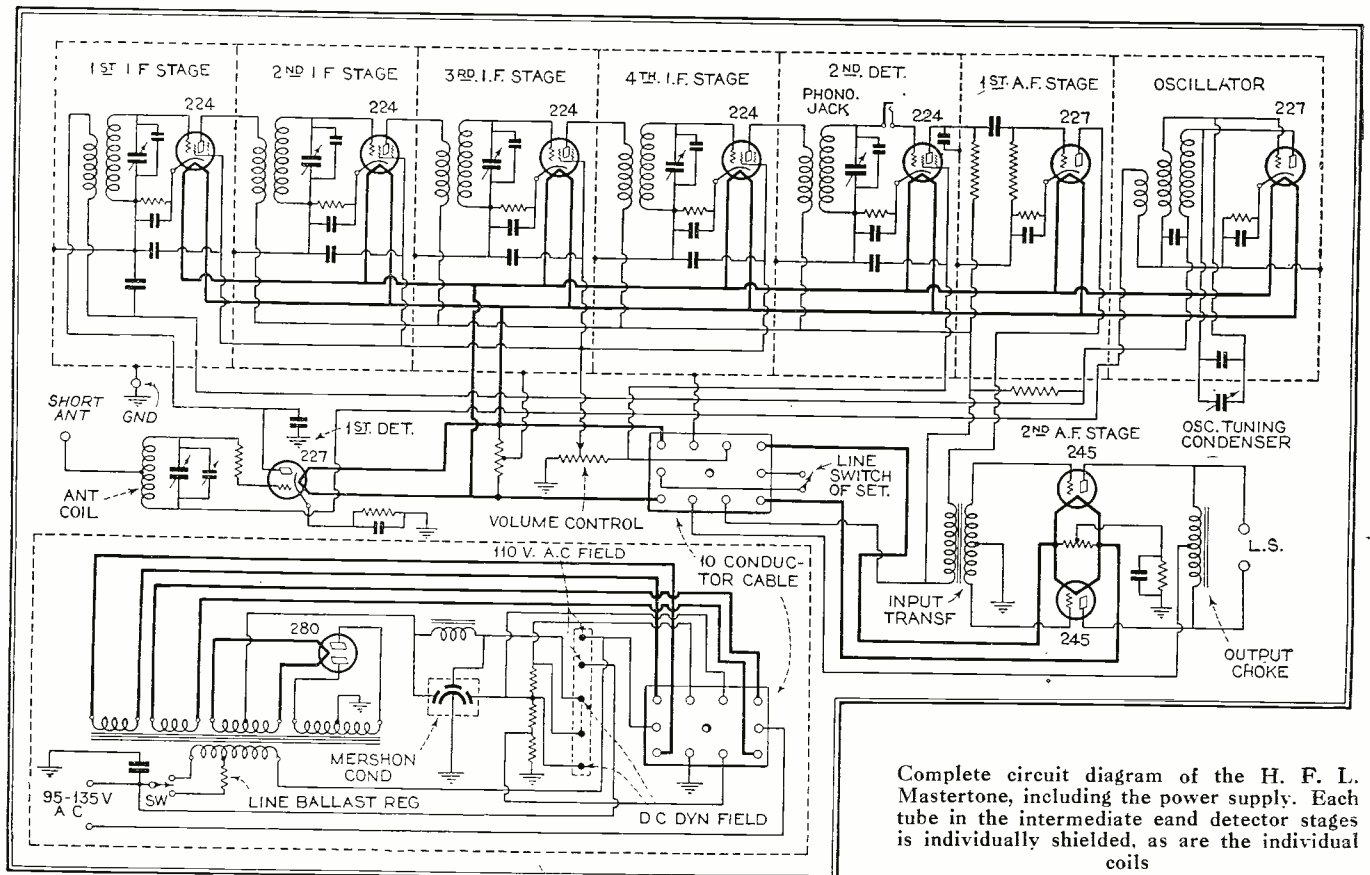 1ST I F STAGE
2ND I F STAGE
3RD. I.F. STAGE
4TH. I.F. STAGE
2ND. DET.
1ST. A.F. STAGE
OSCILLATOR
PHONO.
JACK
224
224
224
224
224
227
227
SHORT
ANT
GND
1ST. DET.
227
ANT
COIL
VOLUME CONTROL
LINE
SWITCH
OF SET.
2ND A.F. STAGE
OSC. TUNING
CONDENSER
245
245
L.S.
INPUT
TRANSF
OUTPUT
CHOKE
110 V. A.C FIELD
10 CONDUC-
TOR CABLE
280
MERSHON
COND
95-135V
A C
SW
LINE BALLAST REG
D C DYN FIELD
Complete circuit diagram of the H. F. L.
Mastertone, including the power supply. Each
tube in the intermediate eand detector stages
is individually shielded, as are the individual
coils